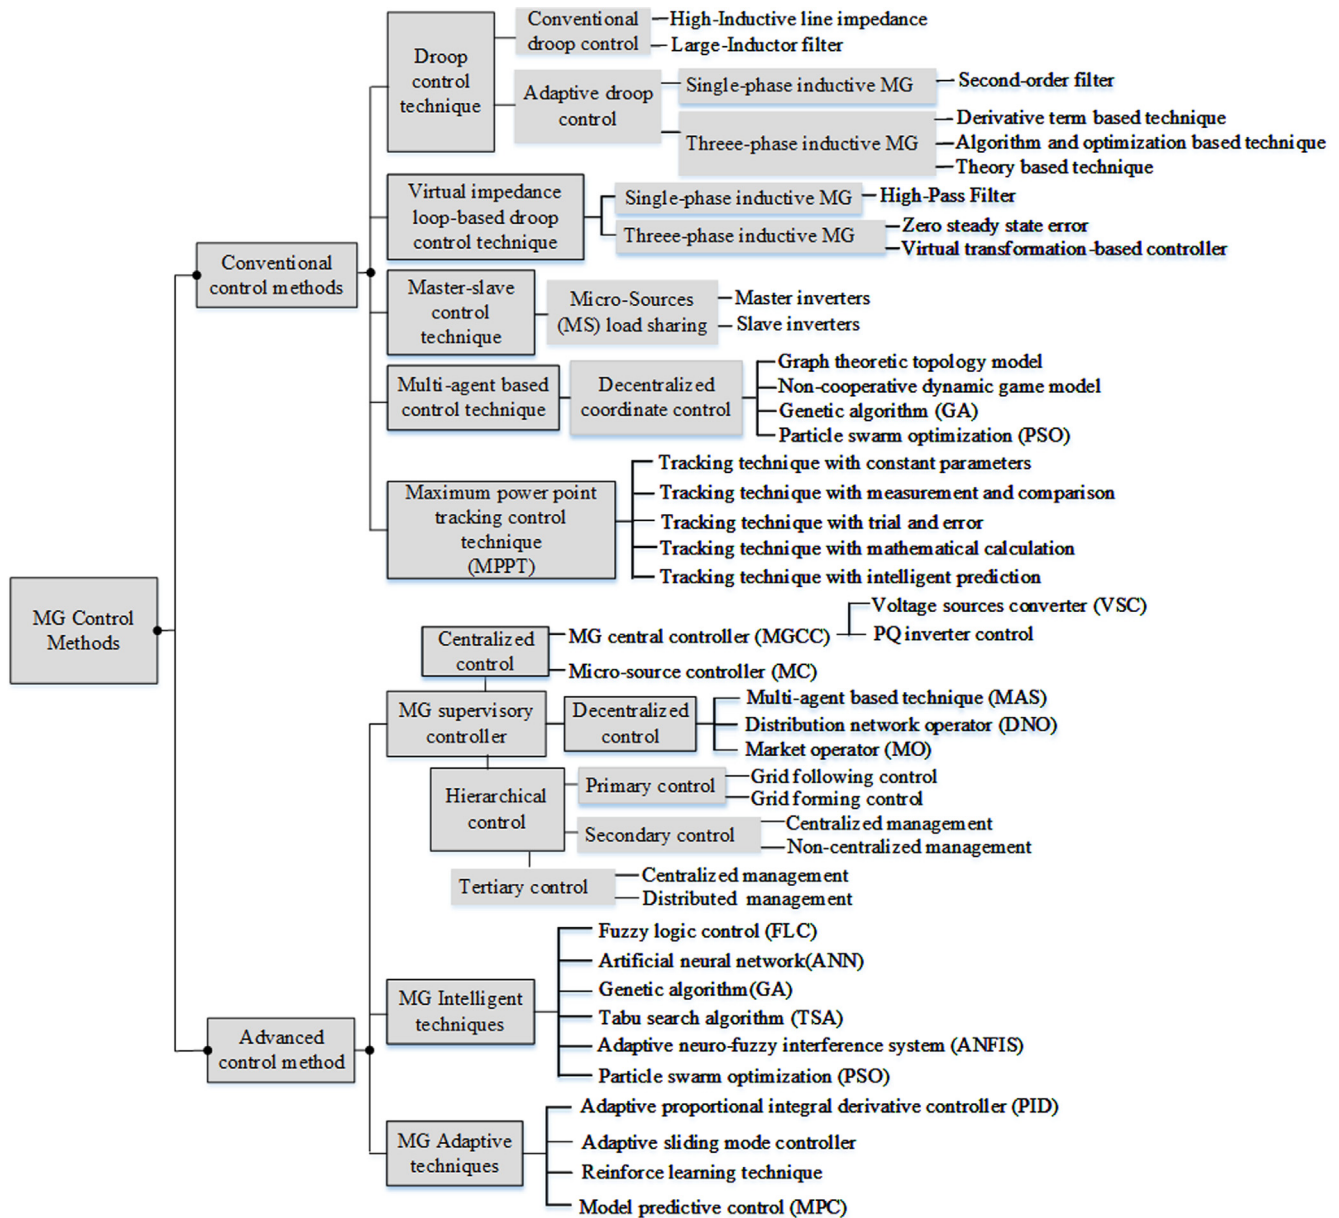 MG Control
Methods
Conventional
control methods
Droop
control
technique
Conventional
droop control
High-Inductive line impedance
Large-Inductor filter
Adaptive droop
control
Single-phase inductive MG
Second-order filter
Threee-phase inductive MG
Derivative term based technique
Algorithm and optimization based technique
Theory based technique
Virtual impedance
loop-based droop
control technique
Single-phase inductive MG
High-Pass Filter
Threee-phase inductive MG
Zero steady state error
Virtual transformation-based controller
Master-slave
control
technique
Micro-Sources
(MS) load sharing
Master inverters
Slave inverters
Multi-agent based
control technique
Decentralized
coordinate control
Graph theoretic topology model
Non-cooperative dynamic game model
Genetic algorithm (GA)
Particle swarm optimization (PSO)
Maximum power point
tracking control
technique
(MPPT)
Tracking technique with constant parameters
Tracking technique with measurement and comparison
Tracking technique with trial and error
Tracking technique with mathematical calculation
Tracking technique with intelligent prediction
Advanced
control method
MG supervisory
controller
Centralized
control
MG central controller (MGCC)
Voltage sources converter (VSC)
PQ inverter control
Micro-source controller (MC)
Decentralized
control
Multi-agent based technique (MAS)
Distribution network operator (DNO)
Market operator (MO)
Hierarchical
control
Primary control
Grid following control
Grid forming control
Secondary control
Centralized management
Non-centralized management
Tertiary control
Centralized management
Distributed management
MG Intelligent
techniques
Fuzzy logic control (FLC)
Artificial neural network(ANN)
Genetic algorithm(GA)
Tabu search algorithm (TSA)
Adaptive neuro-fuzzy interference system (ANFIS)
Particle swarm optimization (PSO)
MG Adaptive
techniques
Adaptive proportional integral derivative controller (PID)
Adaptive sliding mode controller
Reinforce learning technique
Model predictive control (MPC)